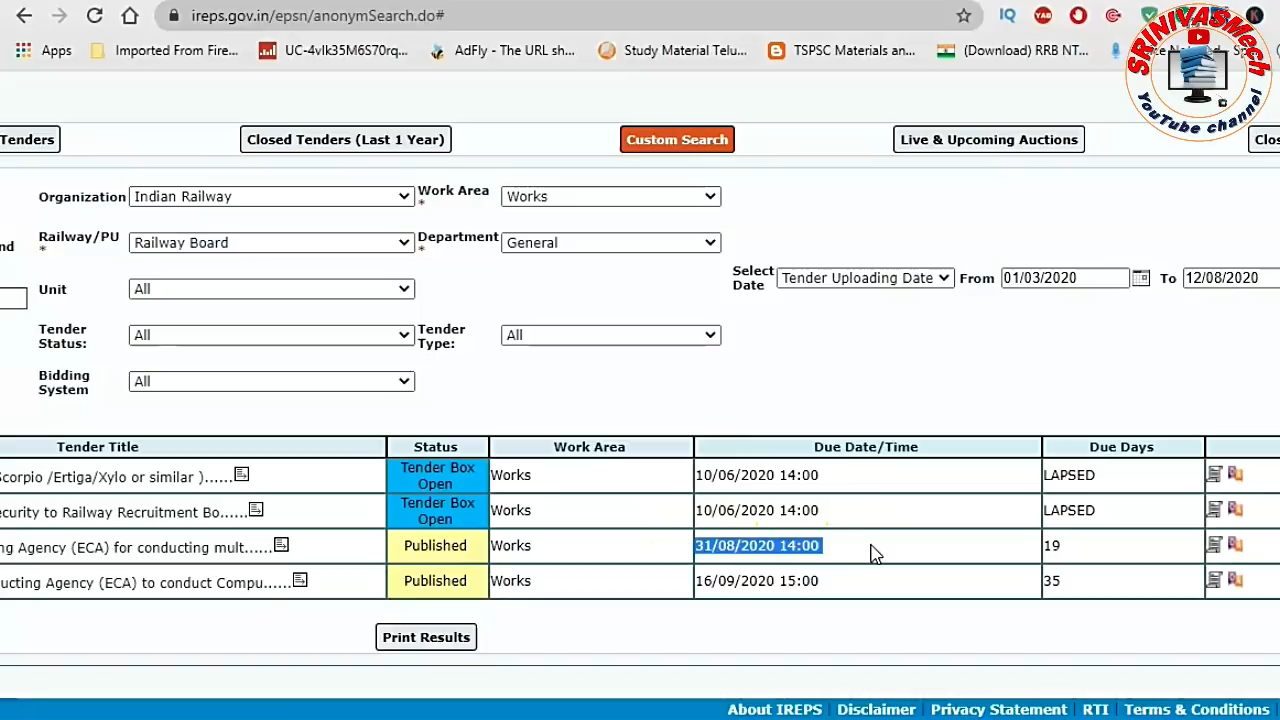 ireps.gov.in/epsn/anonymSearch.do#
Apps Imported From Fire... UC-4vIk35M6S70rq... AdFly - The URL sh... Study Material Telu... TSPSC Materials an... (Download) RRB NT...
SRINIVASMech
YouTube channel
Tenders Closed Tenders (Last 1 Year) Custom Search Live & Upcoming Auctions Clos
Organization Indian Railway Work Area * Works
nd Railway/PU * Railway Board Department * General
Select Date Tender Uploading Date From 01/03/2020 To 12/08/2020
Unit All
Tender Status: All Tender Type: All
Bidding System All
Tender Title Status Work Area Due Date/Time Due Days
Scorpio /Ertiga/Xylo or similar )...... Tender Box Open Works 10/06/2020 14:00 LAPSED
ecurity to Railway Recruitment Bo...... Tender Box Open Works 10/06/2020 14:00 LAPSED
ng Agency (ECA) for conducting mult...... Published Works 31/08/2020 14:00 19
ucting Agency (ECA) to conduct Compu...... Published Works 16/09/2020 15:00 35
Print Results
About IREPS Disclaimer Privacy Statement RTI Terms & Conditions